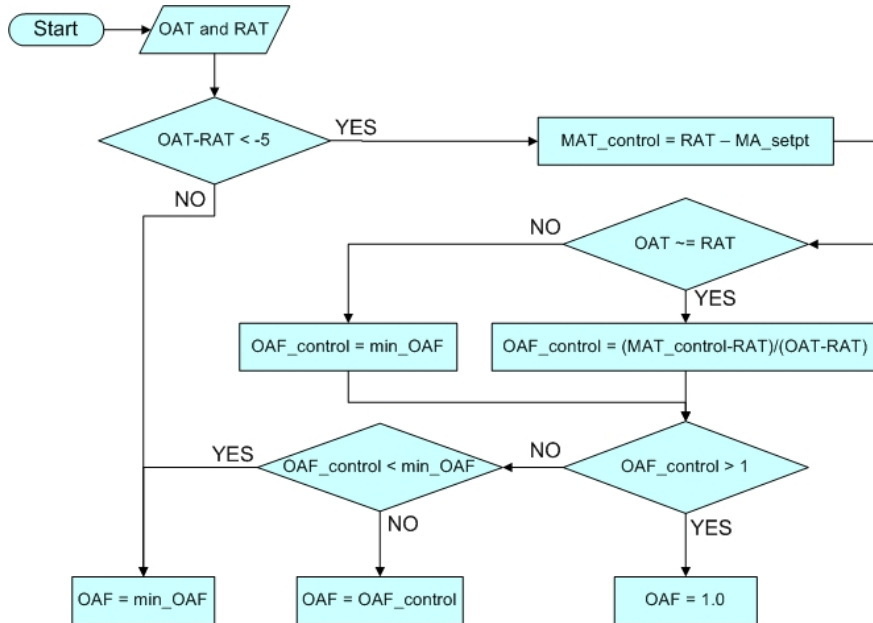 Start
OAT and RAT
OAT-RAT < -5
YES
MAT_control = RAT – MA_setpt
NO
NO
OAT ~= RAT
YES
OAF_control = min_OAF
OAF_control = (MAT_control-RAT)/(OAT-RAT)
YES
OAF_control < min_OAF
NO
OAF_control > 1
NO
YES
OAF = min_OAF
OAF = OAF_control
OAF = 1.0